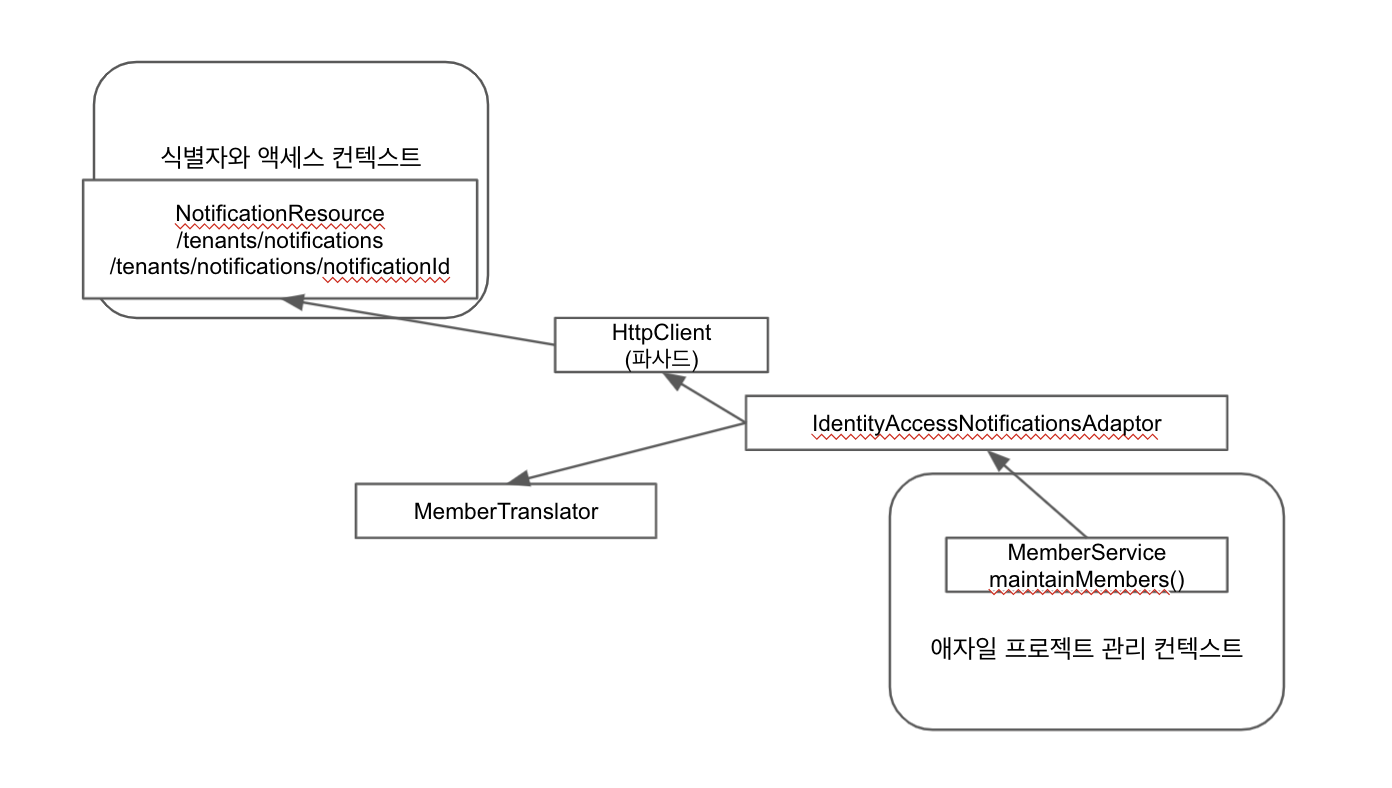 식별자와 액세스 컨텍스트
NotificationResource
/tenants/notifications
/tenants/notifications/notificationId
HttpClient
(파사드)
IdentityAccessNotificationsAdaptor
MemberTranslator
MemberService
maintainMembers()
애자일 프로젝트 관리 컨텍스트